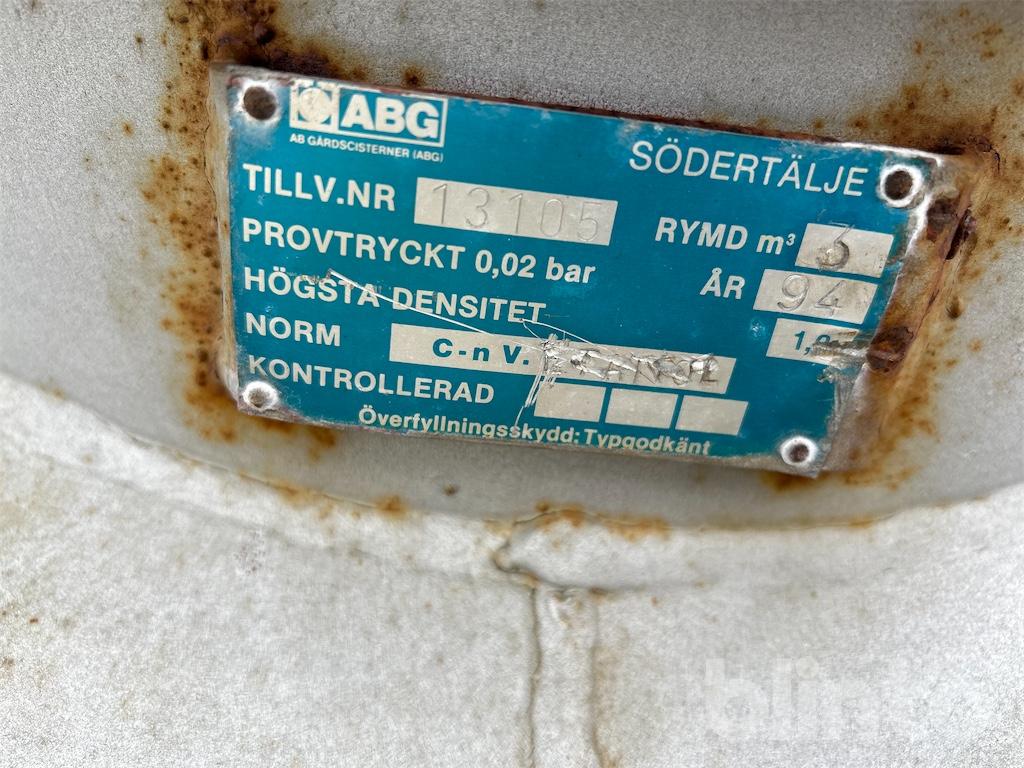 ABG
AB GÅRDSCISTERNER (ABG)
SÖDERTÄLJE
TILLV.NR 13105 RYMD m³ 3
PROVTRYCKT 0,02 bar ÅR 94
HÖGSTA DENSITET
NORM C-n V.
KONTROLLERAD
Överfyllningsskydd: Typgodkänt